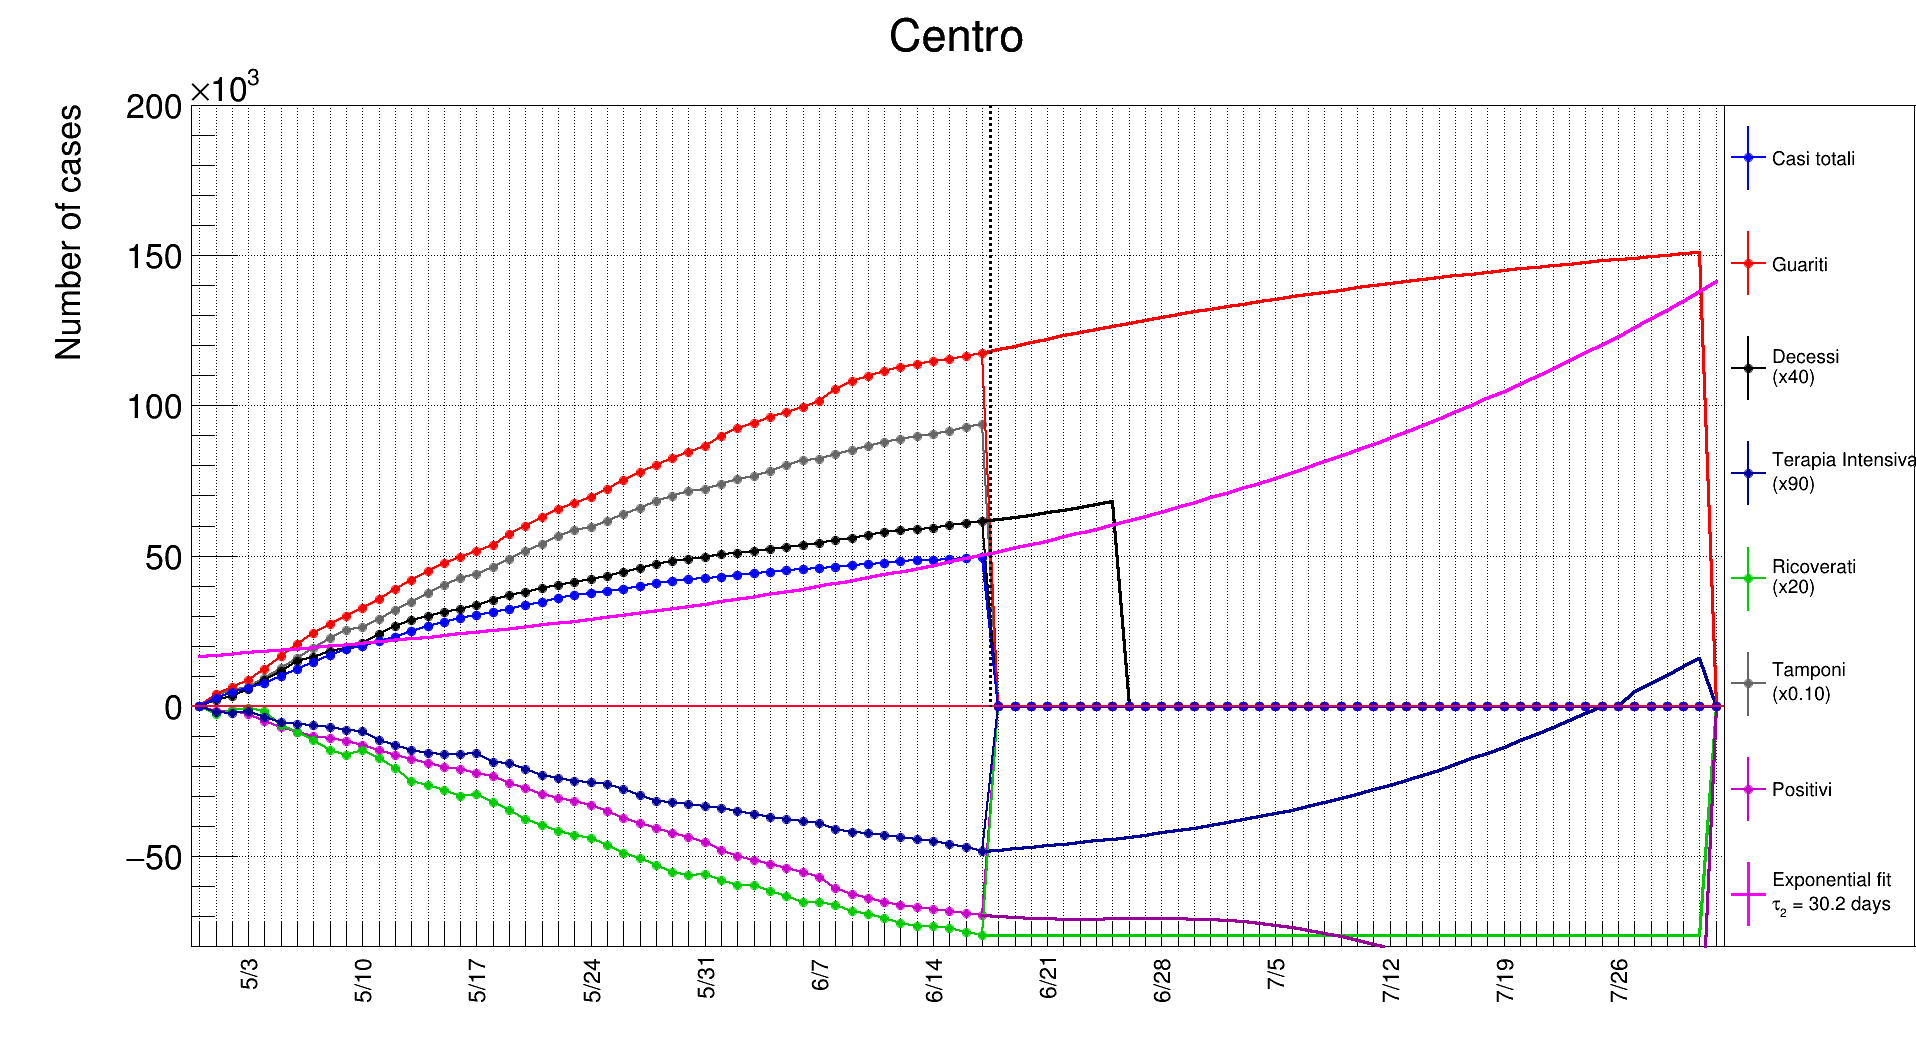 Centro
×10³
Number of cases
200
150
100
50
0
−50
5/3
5/10
5/17
5/24
5/31
6/7
6/14
6/21
6/28
7/5
7/12
7/19
7/26
Casi totali
Guariti
Decessi
(x40)
Terapia Intensiva
(x90)
Ricoverati
(x20)
Tamponi
(x0.10)
Positivi
Exponential fit
τ₂ = 30.2 days